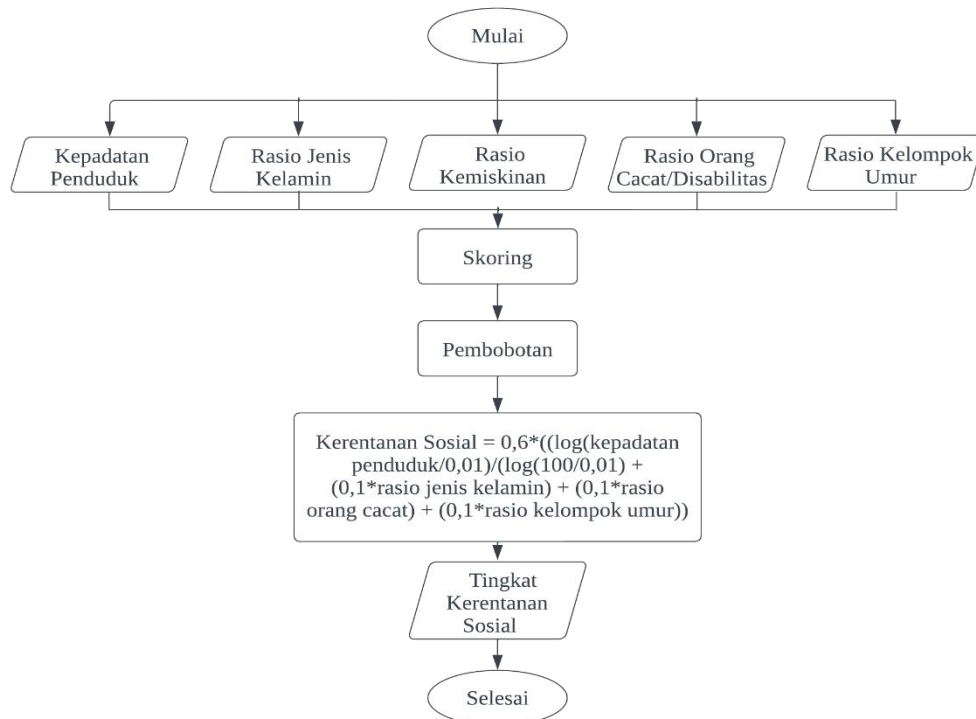 Mulai
Kepadatan
Penduduk
Rasio Jenis
Kelamin
Rasio
Kemiskinan
Rasio Orang
Cacat/Disabilitas
Rasio Kelompok
Umur
Skoring
Pembobotan
Kerentanan Sosial = 0,6*((log(kepadatan
penduduk/0,01)/(log(100/0,01) +
(0,1*rasio jenis kelamin) + (0,1*rasio
orang cacat) + (0,1*rasio kelompok umur))
Tingkat
Kerentanan
Sosial
Selesai